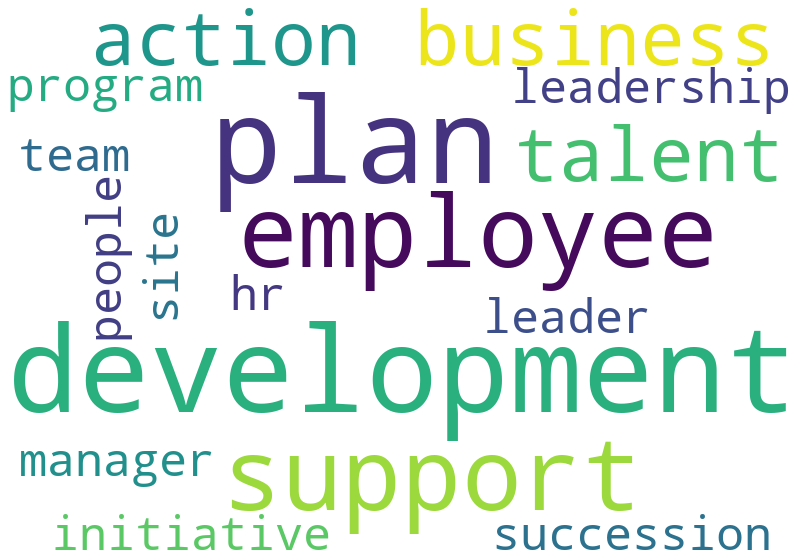 action business
program leadership
plan talent
team
people site employee
hr leader
development
manager support
initiative succession